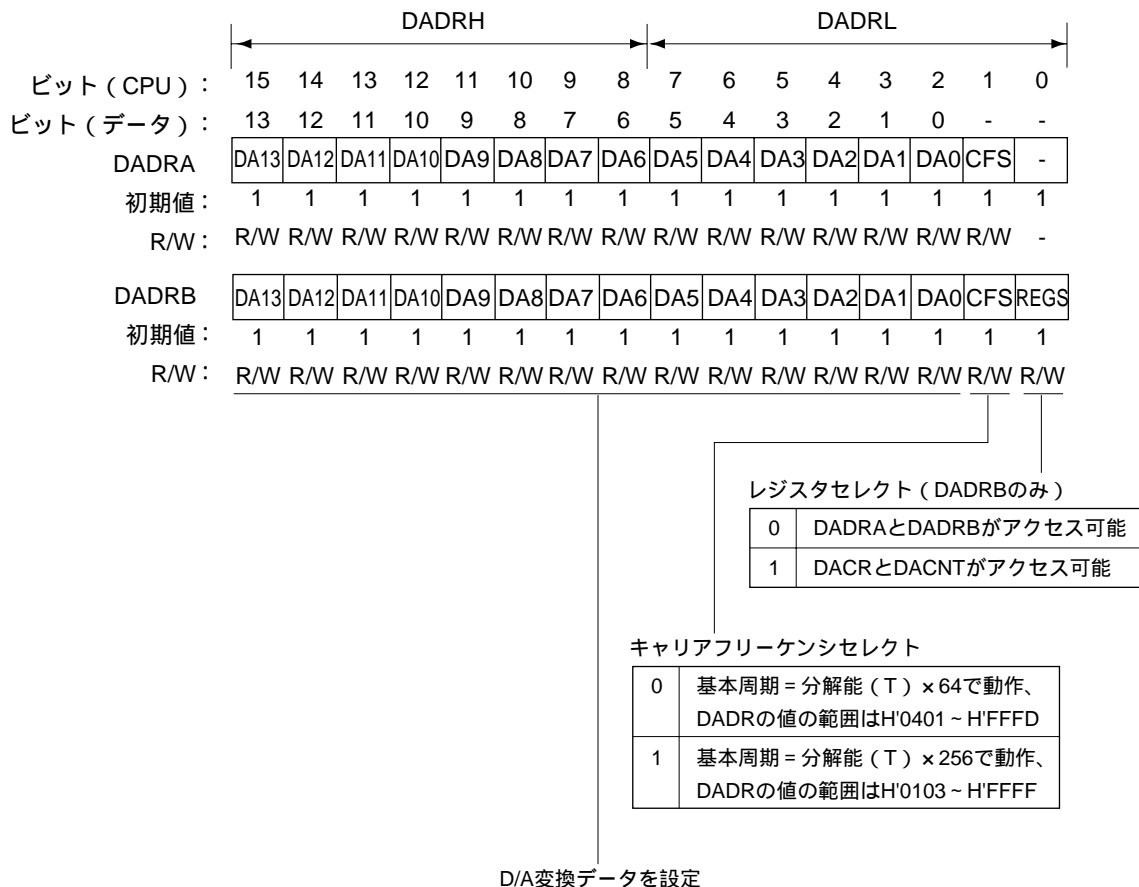 DADRH DADRL
ビット(CPU): 15 14 13 12 11 10 9 8 7 6 5 4 3 2 1 0
ビット(データ): 13 12 11 10 9 8 7 6 5 4 3 2 1 0 - -
DADRA DA13 DA12 DA11 DA10 DA9 DA8 DA7 DA6 DA5 DA4 DA3 DA2 DA1 DA0 CFS -
初期値: 1 1 1 1 1 1 1 1 1 1 1 1 1 1 1 1
R/W: R/W R/W R/W R/W R/W R/W R/W R/W R/W R/W R/W R/W R/W R/W R/W -
DADRB DA13 DA12 DA11 DA10 DA9 DA8 DA7 DA6 DA5 DA4 DA3 DA2 DA1 DA0 CFS REGS
初期値: 1 1 1 1 1 1 1 1 1 1 1 1 1 1 1 1
R/W: R/W R/W R/W R/W R/W R/W R/W R/W R/W R/W R/W R/W R/W R/W R/W R/W
レジスタセレクト(DADRBのみ)
0 DADRAとDADRBがアクセス可能
1 DACRとDACNTがアクセス可能
キャリアフリーケンシセレクト
0 基本周期=分解能(T)×64で動作、
DADRの値の範囲はH'0401~H'FFFD
1 基本周期=分解能(T)×256で動作、
DADRの値の範囲はH'0103~H'FFFF
D/A変換データを設定